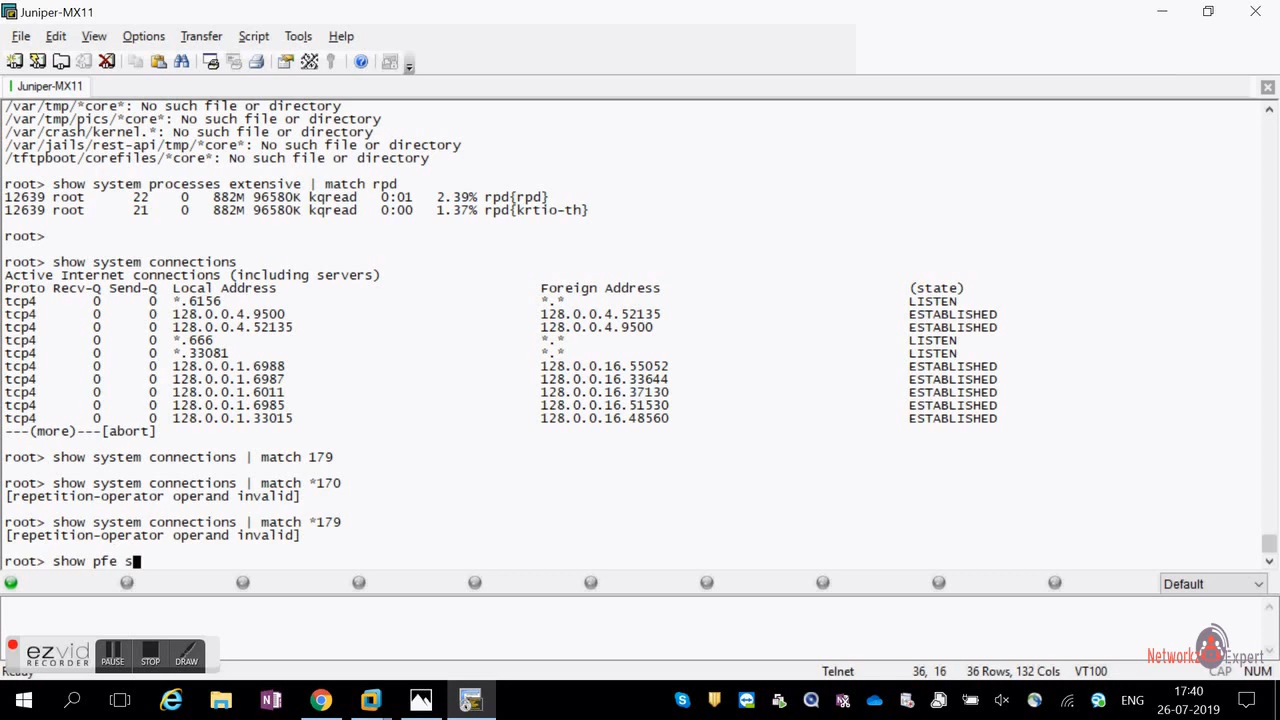 Juniper-MX11
File Edit View Options Transfer Script Tools Help
Juniper-MX11
/var/tmp/*core*: No such file or directory
/var/tmp/pics/*core*: No such file or directory
/var/crash/kernel.*: No such file or directory
/var/jails/rest-api/tmp/*core*: No such file or directory
/tftpboot/corefiles/*core*: No such file or directory
root> show system processes extensive | match rpd
12639 root 22 0 882M 96580K kqread 0:01 2.39% rpd{rpd}
12639 root 21 0 882M 96580K kqread 0:00 1.37% rpd{krtio-th}
root>
root> show system connections
Active Internet connections (including servers)
Proto Recv-Q Send-Q Local Address Foreign Address (state)
tcp4 0 0 *.6156 *.* LISTEN
tcp4 0 0 128.0.0.4.9500 128.0.0.4.52135 ESTABLISHED
tcp4 0 0 128.0.0.4.52135 128.0.0.4.9500 ESTABLISHED
tcp4 0 0 *.666 *.* LISTEN
tcp4 0 0 *.33081 *.* LISTEN
tcp4 0 0 128.0.0.1.6988 128.0.0.16.55052 ESTABLISHED
tcp4 0 0 128.0.0.1.6987 128.0.0.16.33644 ESTABLISHED
tcp4 0 0 128.0.0.1.6011 128.0.0.16.37130 ESTABLISHED
tcp4 0 0 128.0.0.1.6985 128.0.0.16.51530 ESTABLISHED
tcp4 0 0 128.0.0.1.33015 128.0.0.16.48560 ESTABLISHED
---(more)---[abort]
root> show system connections | match 179
root> show system connections | match *170
[repetition-operator operand invalid]
root> show system connections | match *179
[repetition-operator operand invalid]
root> show pfe s
Default
ezvid
RECORDER
PAUSE STOP DRAW
Telnet 36, 16 36 Rows, 132 Cols VT100 CAP NUM
ENG
17:40
26-07-2019